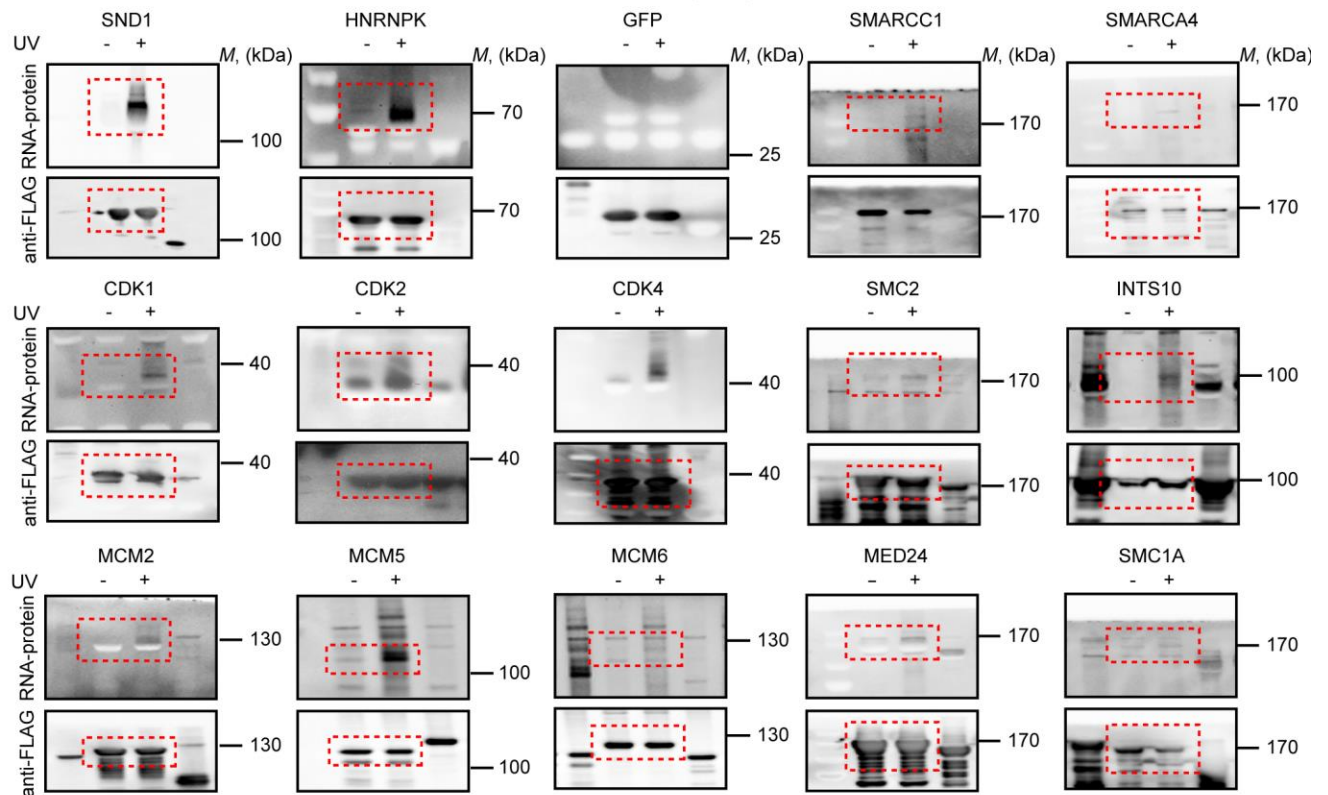 SND1 HNRNPK GFP SMARCC1 SMARCA4
UV - + M, (kDa) - + M, (kDa) - + M, (kDa) - + M, (kDa) - + M, (kDa)
RNA-protein 100 70 25 170 170
anti-FLAG 100 70 25 170 170
CDK1 CDK2 CDK4 SMC2 INTS10
UV - + - + - + - + - +
RNA-protein 40 40 40 170 100
anti-FLAG 40 40 40 170 100
MCM2 MCM5 MCM6 MED24 SMC1A
UV - + - + - + - + - +
RNA-protein 130 100 130 170 170
anti-FLAG 130 100 130 170 170